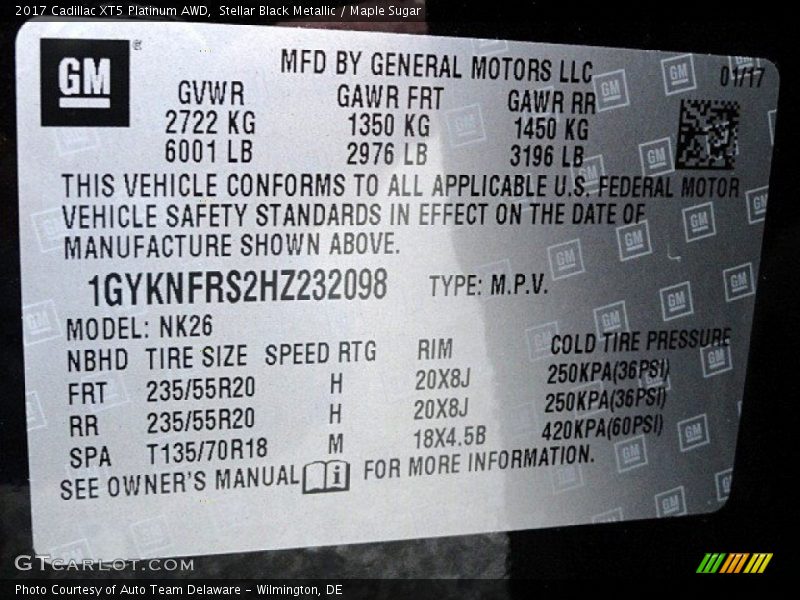 2017 Cadillac XT5 Platinum AWD, Stellar Black Metallic / Maple Sugar
GM ®
MFD BY GENERAL MOTORS LLC
01/17
GVWR GAWR FRT GAWR RR
2722 KG 1350 KG 1450 KG
6001 LB 2976 LB 3196 LB
THIS VEHICLE CONFORMS TO ALL APPLICABLE U.S. FEDERAL MOTOR
VEHICLE SAFETY STANDARDS IN EFFECT ON THE DATE OF
MANUFACTURE SHOWN ABOVE.
1GYKNFRS2HZ232098 TYPE: M.P.V.
MODEL: NK26
NBHD TIRE SIZE SPEED RTG RIM COLD TIRE PRESSURE
FRT 235/55R20 H 20X8J 250KPA(36PSI)
RR 235/55R20 H 20X8J 250KPA(36PSI)
SPA T135/70R18 M 18X4.5B 420KPA(60PSI)
SEE OWNER'S MANUAL i FOR MORE INFORMATION.
GTCARLOT.COM
Photo Courtesy of Auto Team Delaware - Wilmington, DE